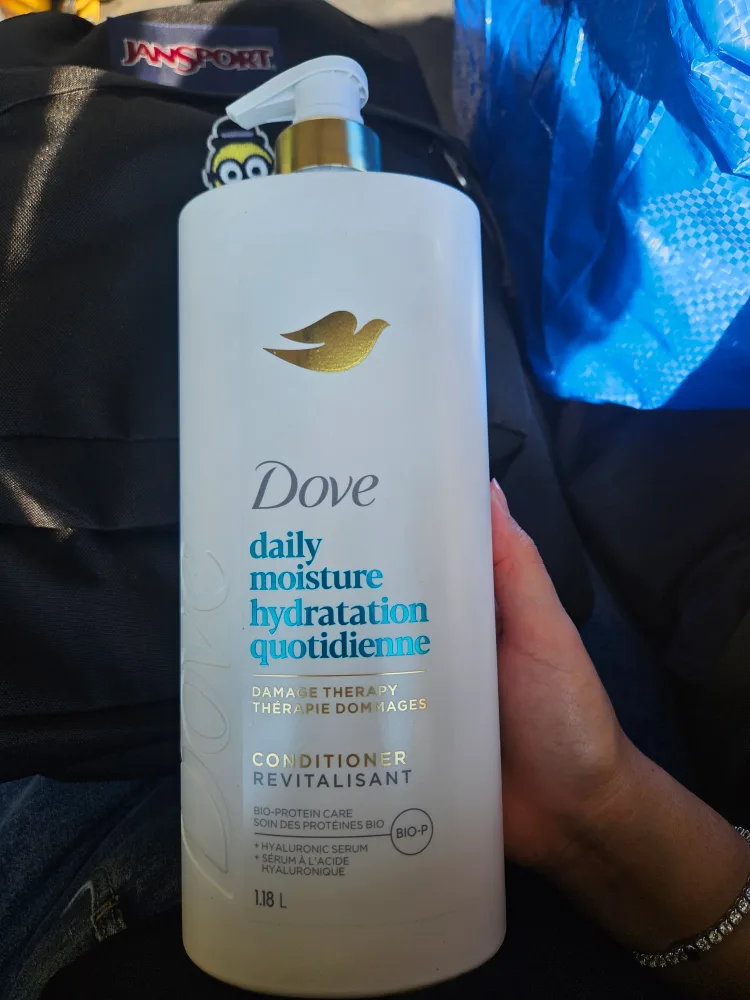 JANSPORT
Dove
daily
moisture
hydratation
quotidienne
DAMAGE THERAPY
THÉRAPIE DOMMAGES
CONDITIONER
REVITALISANT
BIO-PROTEIN CARE
SOIN DES PROTÉINES BIO
BIO-P
+ HYALURONIC SERUM
+ SÉRUM À L'ACIDE
HYALURONIQUE
1.18 L
Dove